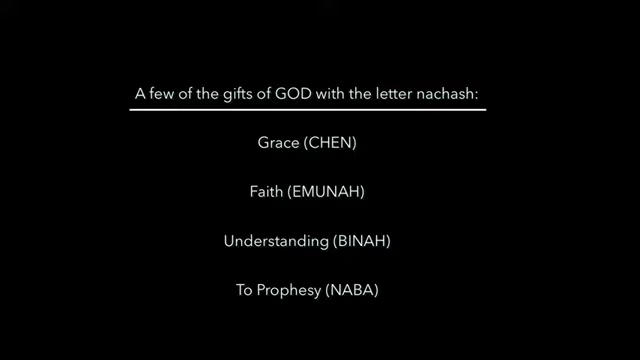 A few of the gifts of GOD with the letter nachash:
Grace (CHEN)
Faith (EMUNAH)
Understanding (BINAH)
To Prophesy (NABA)